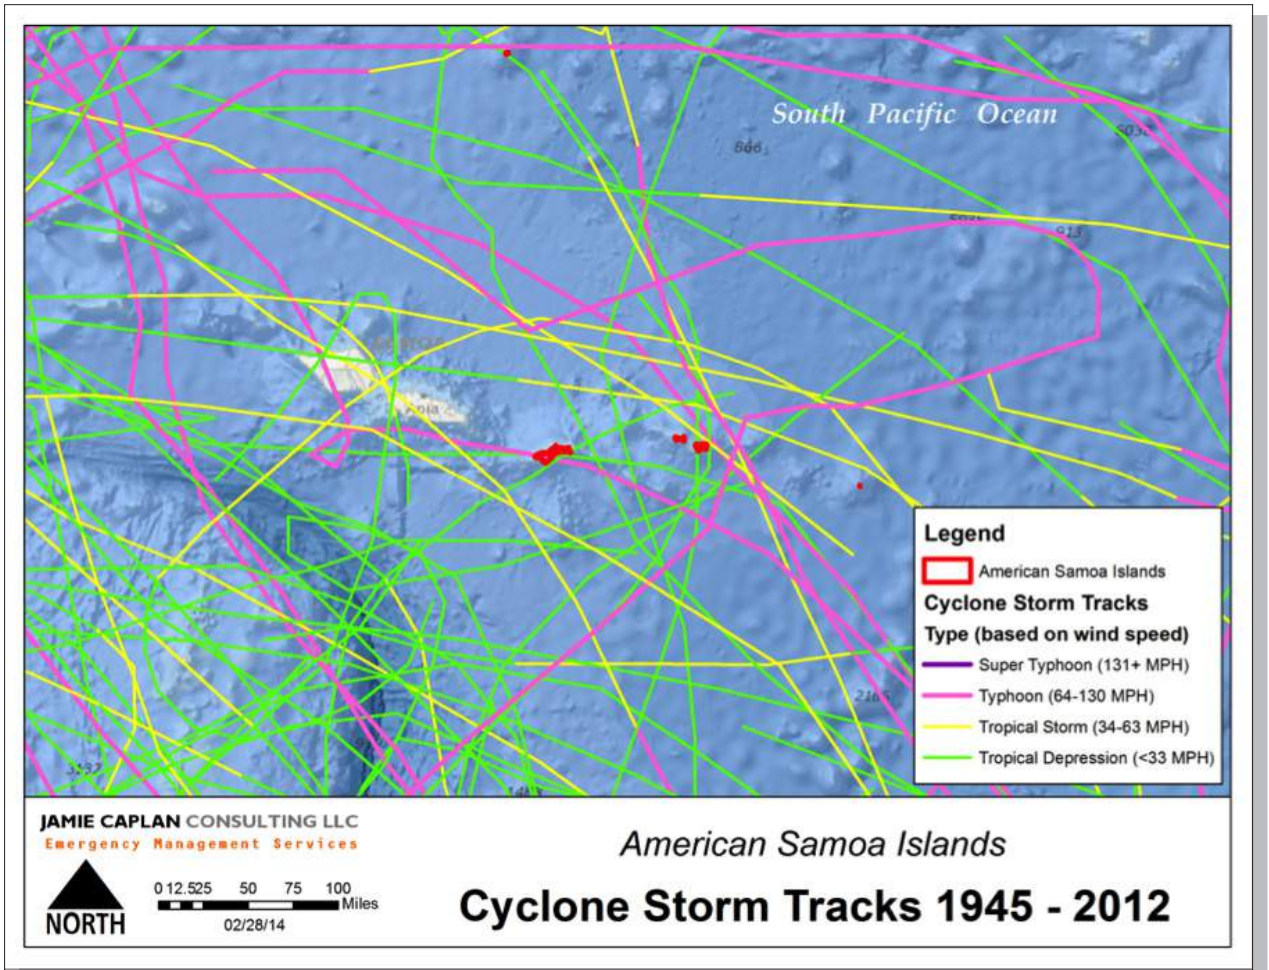 South Pacific Ocean
5038
913
Apia
Legend
American Samoa Islands
Cyclone Storm Tracks
Type (based on wind speed)
Super Typhoon (131+ MPH)
Typhoon (64-130 MPH)
Tropical Storm (34-63 MPH)
Tropical Depression (<33 MPH)
2165
3137
JAMIE CAPLAN CONSULTING LLC
Emergency Management Services
NORTH
0 12.525 50 75 100
Miles
02/28/14
American Samoa Islands
Cyclone Storm Tracks 1945 - 2012